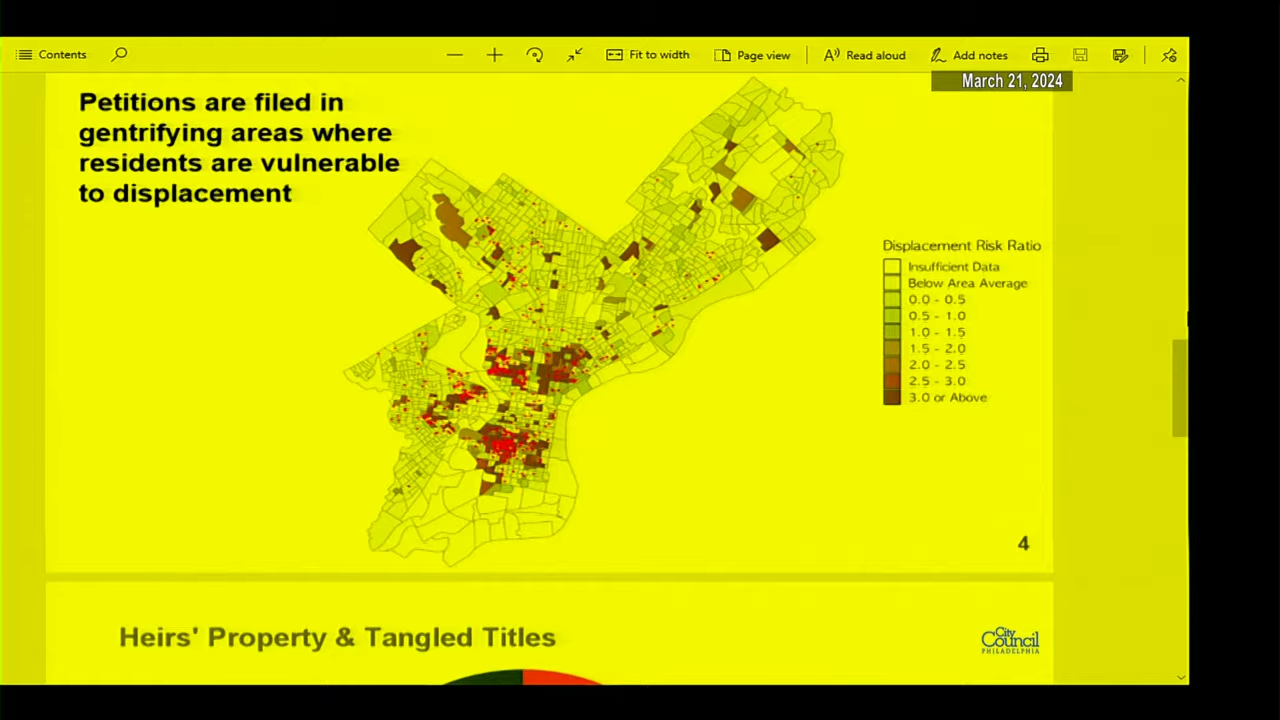 Contents
Fit to width
Page view
Read aloud
Add notes
March 21, 2024
Petitions are filed in
gentrifying areas where
residents are vulnerable
to displacement
Displacement Risk Ratio
Insufficient Data
Below Area Average
0.0 - 0.5
0.5 - 1.0
1.0 - 1.5
1.5 - 2.0
2.0 - 2.5
2.5 - 3.0
3.0 or Above
4
Heirs' Property & Tangled Titles
City
Council
PHILADELPHIA